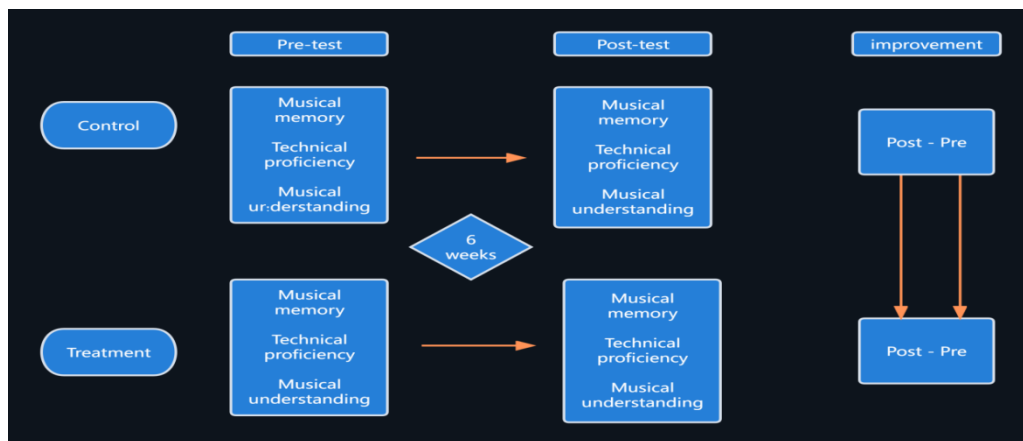 Pre-test
Post-test
improvement
Control
Musical
memory
Technical
proficiency
Musical
ur:derstanding
Musical
memory
Technical
proficiency
Musical
understanding
Post - Pre
6
weeks
Treatment
Musical
memory
Technical
proficiency
Musical
understanding
Musical
memory
Technical
proficiency
Musical
understanding
Post - Pre